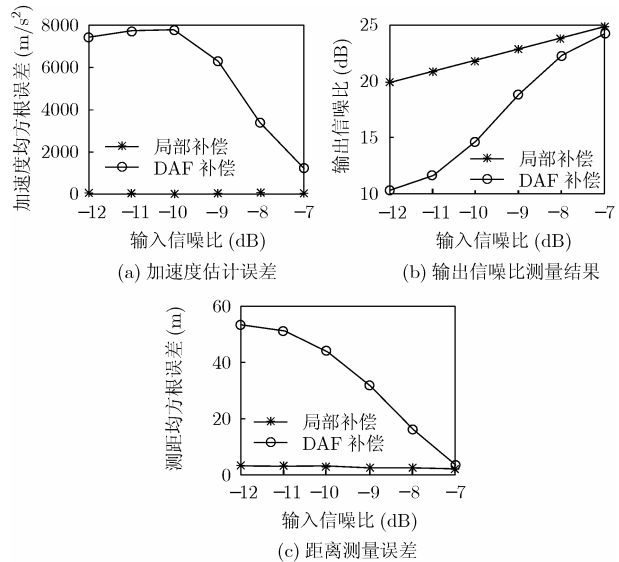 加速度均方根误差 (m/s²)
8000
6000
4000
2000
0
局部补偿
DAF 补偿
−12 −11 −10 −9 −8 −7
输入信噪比 (dB)
(a) 加速度估计误差
输出信噪比 (dB)
25
20
15
10
局部补偿
DAF 补偿
−12 −11 −10 −9 −8 −7
输入信噪比 (dB)
(b) 输出信噪比测量结果
测距均方根误差 (m)
60
40
20
0
局部补偿
DAF 补偿
−12 −11 −10 −9 −8 −7
输入信噪比 (dB)
(c) 距离测量误差